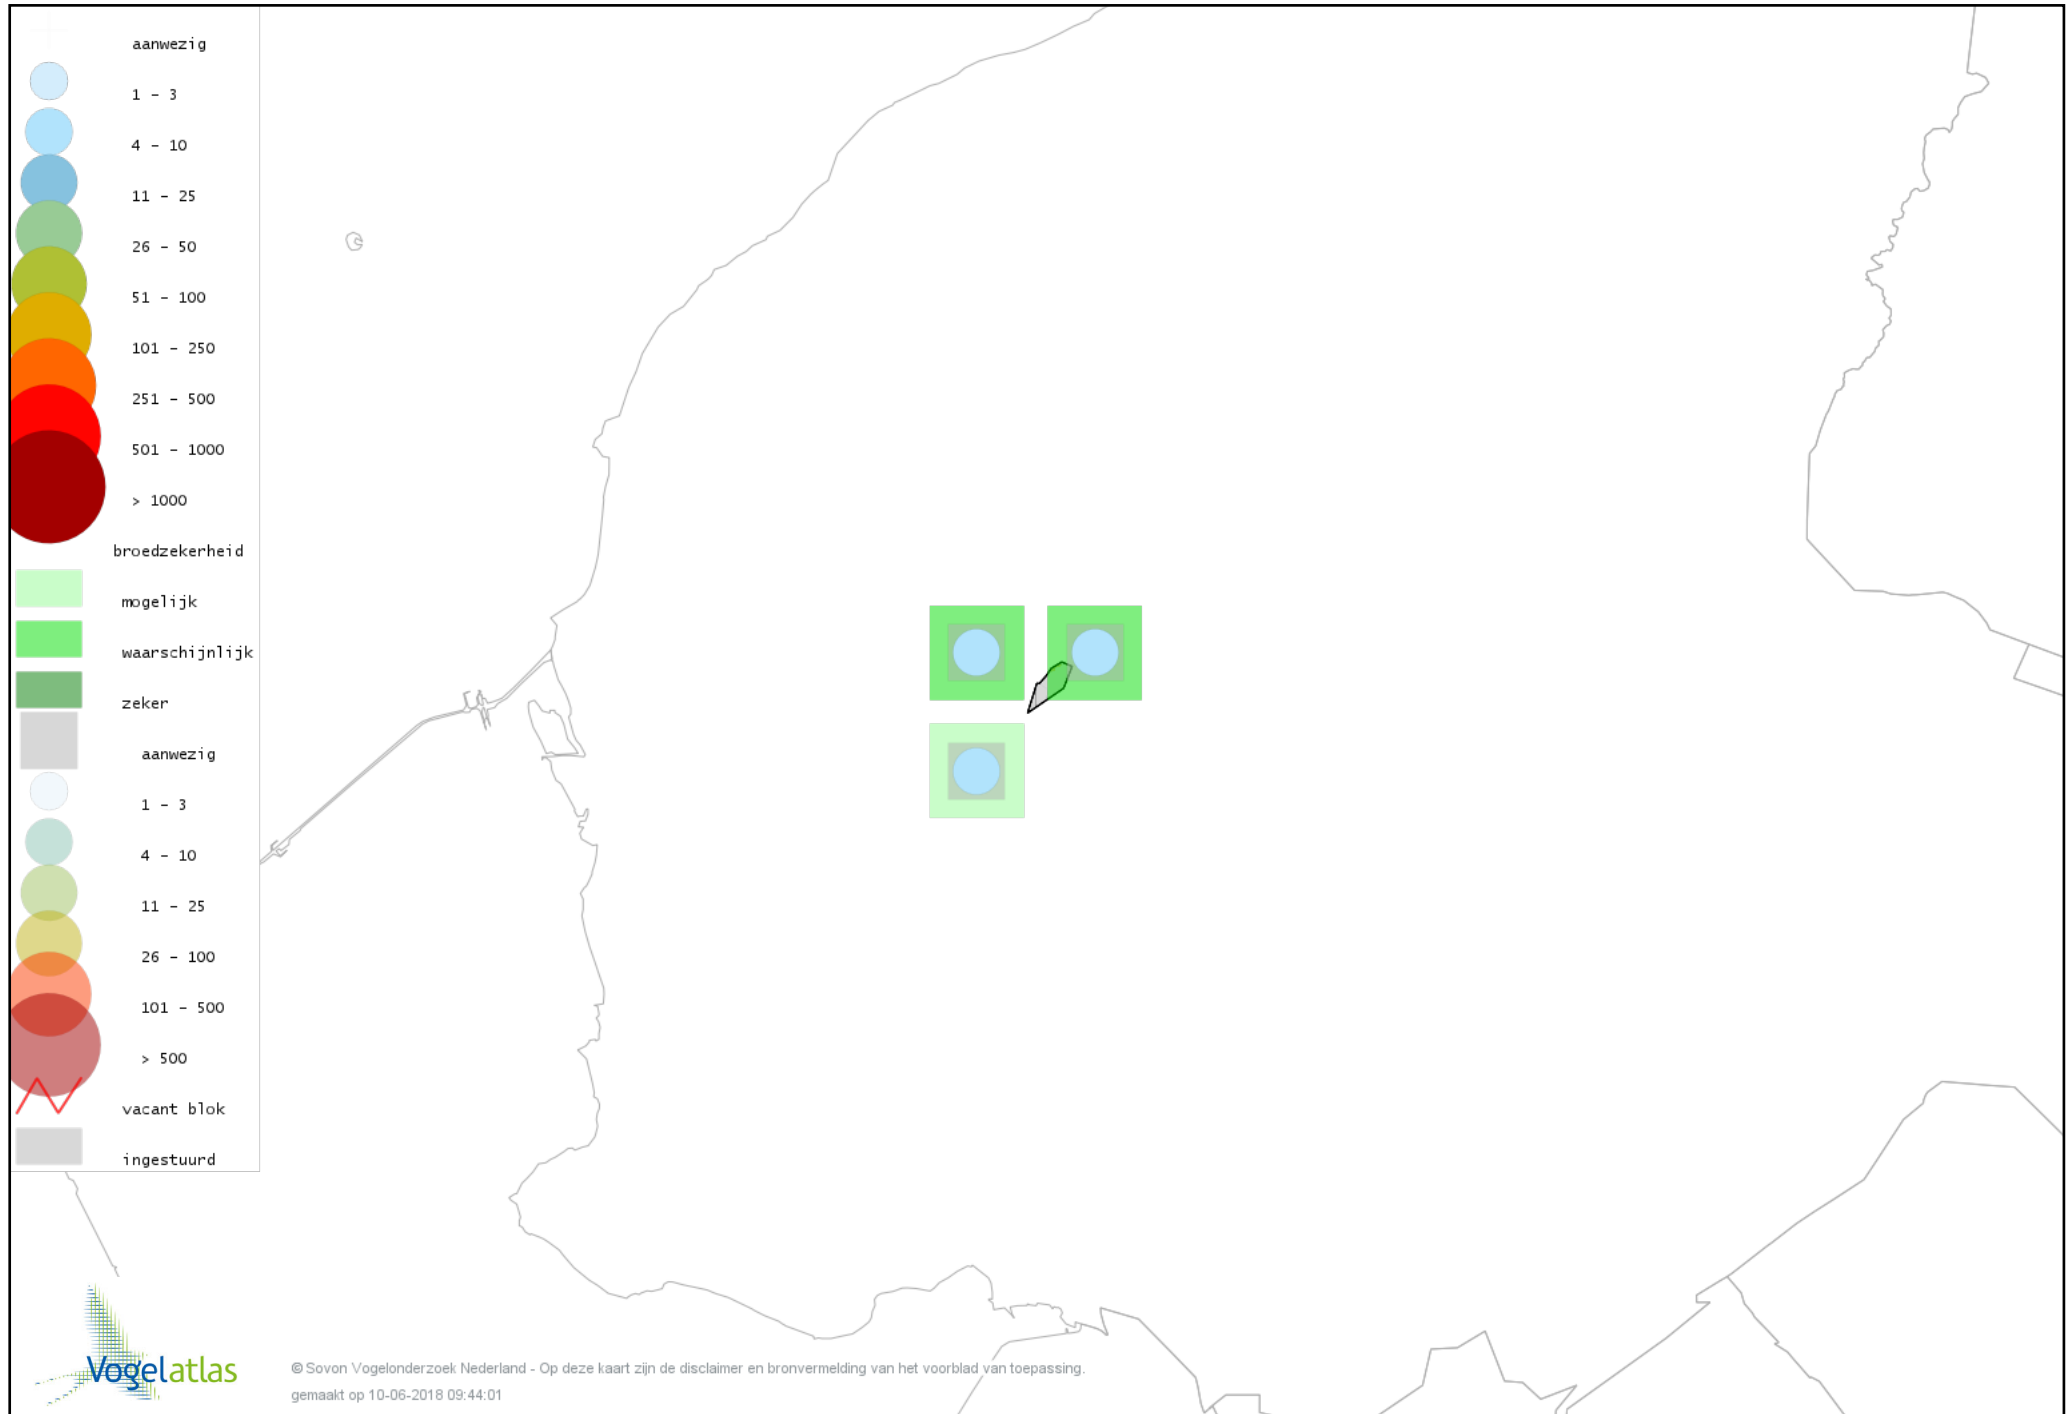 aanwezig
1 - 3
4 - 10
11 - 25
26 - 50
51 - 100
101 - 250
251 - 500
501 - 1000
> 1000
broedzekerheid
mogelijk
waarschijnlijk
zeker
aanwezig
1 - 3
4 - 10
11 - 25
26 - 100
101 - 500
> 500
vacant blok
ingestuurd
Vogelatlas
© Sovon Vogelonderzoek Nederland - Op deze kaart zijn de disclaimer en bronvermelding van het voorblad van toepassing.
gemaakt op 10-06-2018 09:44:01